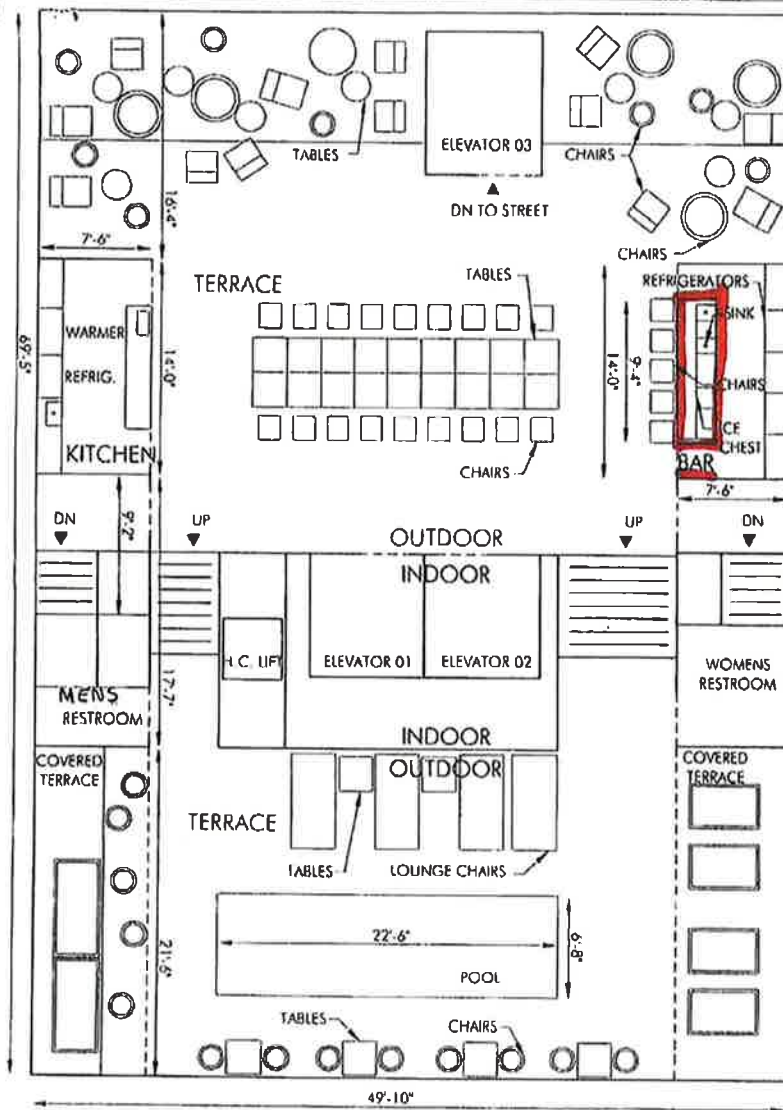 TABLES
ELEVATOR 03
CHAIRS
DN TO STREET
16'-4"
7'-6"
CHAIRS
TERRACE
TABLES
REFRIGERATORS
SINK
WARMER
REFRIG.
69'-5"
14'-0"
14'-0"
9'-4"
CHAIRS
ICE
CHEST
KITCHEN
CHAIRS
BAR
7'-6"
DN
9'-2"
UP
OUTDOOR
UP
DN
INDOOR
H.C. LIFT
ELEVATOR 01
ELEVATOR 02
WOMENS
RESTROOM
17'-7"
MENS
RESTROOM
INDOOR
OUTDOOR
COVERED
TERRACE
COVERED
TERRACE
TERRACE
TABLES
LOUNGE CHAIRS
22'-6"
6'-8"
POOL
TABLES
CHAIRS
49'-10"